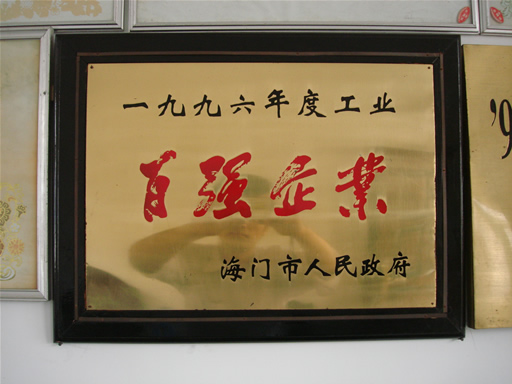 一九九六年度工业
百强企業
海门市人民政府
'9